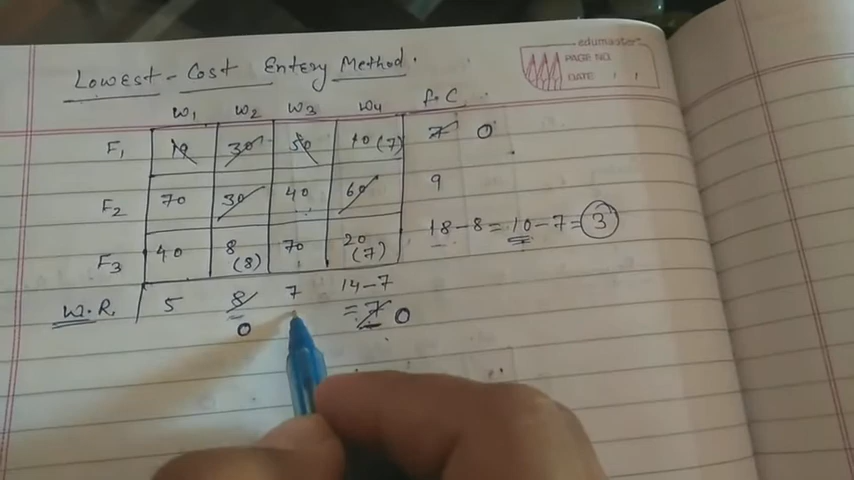 edumaster
PAGE NO.
DATE / /
Lowest-Cost Entery Method.
W1 W2 W3 W4 F.C
F1 10 30 50 10 (7) 7 0
F2 70 30 40 60 9
F3 40 8 (8) 70 20 (7) 18-8=10-7=3
W.R. 5 8 7 14-7
0 =7 0